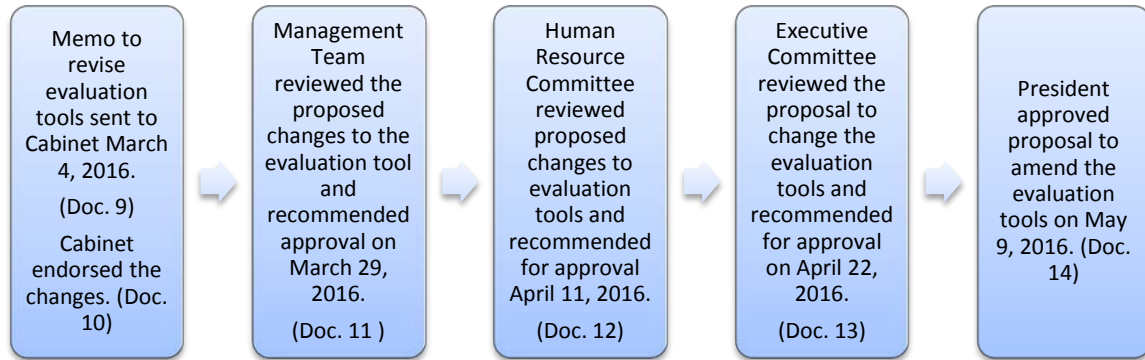 Memo to
revise
evaluation
tools sent to
Cabinet March
4, 2016.
(Doc. 9)
Cabinet
endorsed the
changes. (Doc.
10)
Management
Team
reviewed the
proposed
changes to the
evaluation tool
and
recommended
approval on
March 29,
2016.
(Doc. 11 )
Human
Resource
Committee
reviewed
proposed
changes to
evaluation
tools and
recommended
for approval
April 11, 2016.
(Doc. 12)
Executive
Committee
reviewed the
proposal to
change the
evaluation
tools and
recommended
for approval
on April 22,
2016.
(Doc. 13)
President
approved
proposal to
amend the
evaluation
tools on May
9, 2016. (Doc.
14)